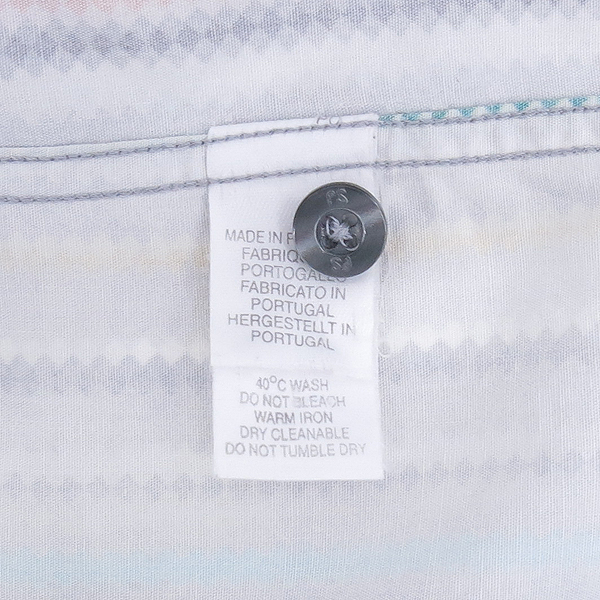 MADE IN
PORTOGALLO
FABRICATO IN
PORTUGAL
HERGESTELLT IN
PORTUGAL
40°C WASH
DO NOT BLEACH
WARM IRON
DRY CLEANABLE
DO NOT TUMBLE DRY